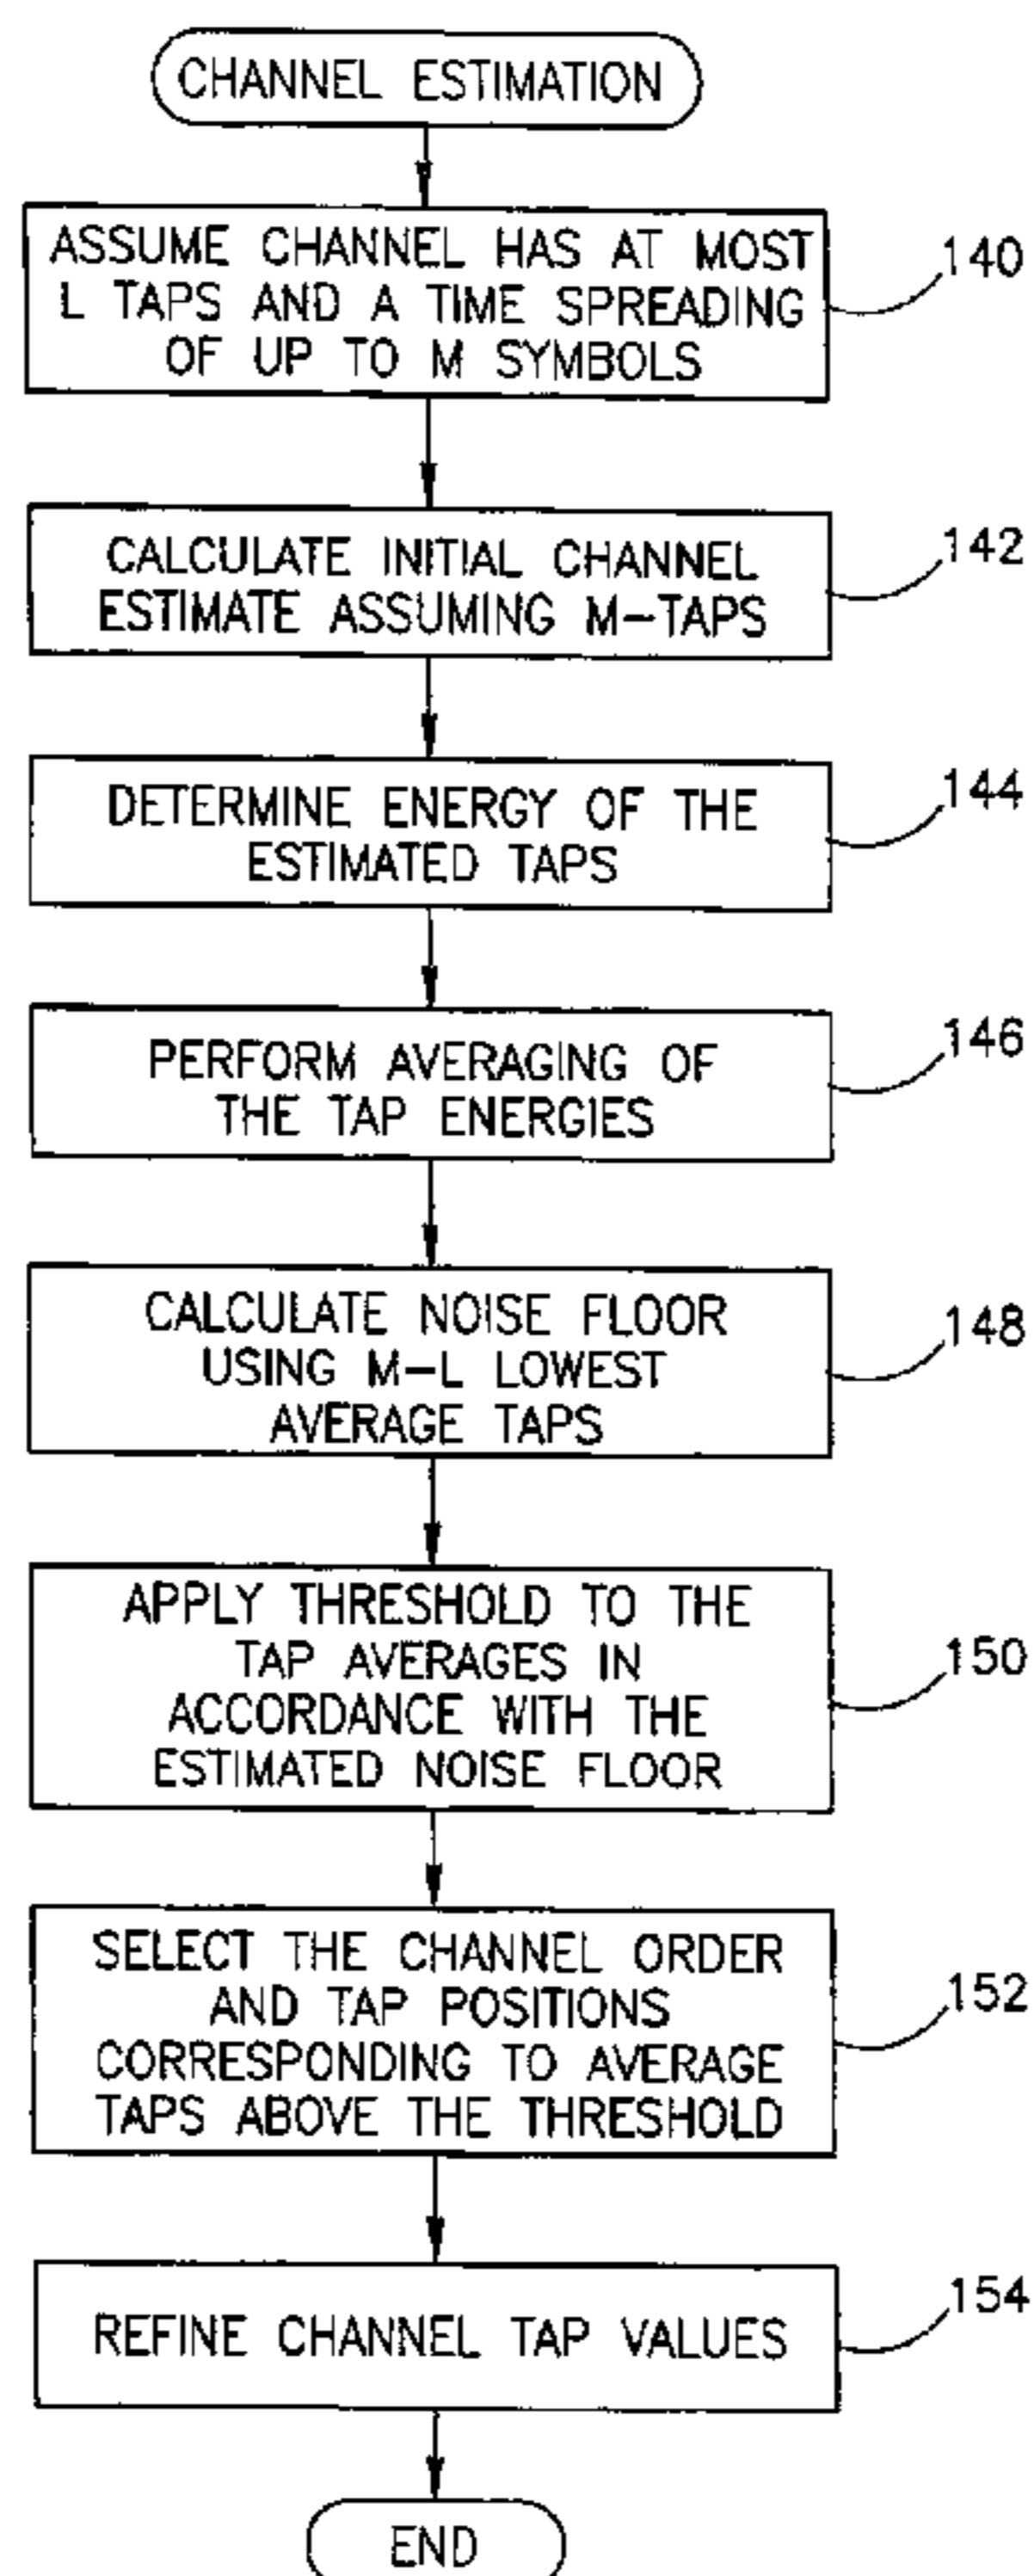 CHANNEL ESTIMATION
ASSUME CHANNEL HAS AT MOST
L TAPS AND A TIME SPREADING
OF UP TO M SYMBOLS
140
CALCULATE INITIAL CHANNEL
ESTIMATE ASSUMING M-TAPS
142
DETERMINE ENERGY OF THE
ESTIMATED TAPS
144
PERFORM AVERAGING OF
THE TAP ENERGIES
146
CALCULATE NOISE FLOOR
USING M-L LOWEST
AVERAGE TAPS
148
APPLY THRESHOLD TO THE
TAP AVERAGES IN
ACCORDANCE WITH THE
ESTIMATED NOISE FLOOR
150
SELECT THE CHANNEL ORDER
AND TAP POSITIONS
CORRESPONDING TO AVERAGE
TAPS ABOVE THE THRESHOLD
152
REFINE CHANNEL TAP VALUES
154
END